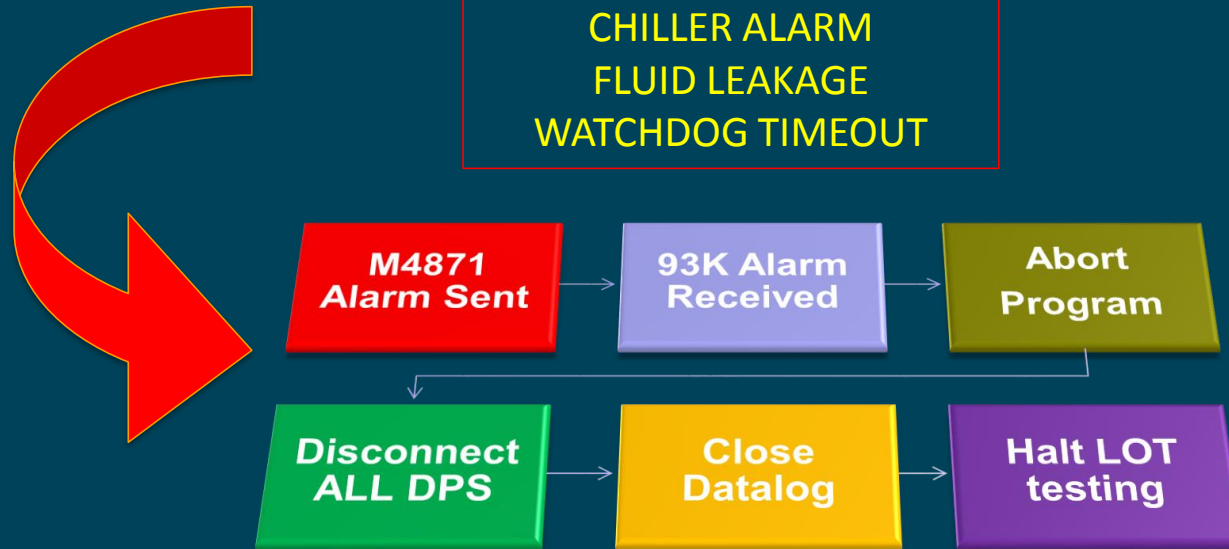 CHILLER ALARM
FLUID LEAKAGE
WATCHDOG TIMEOUT
M4871
Alarm Sent
93K Alarm
Received
Abort
Program
Disconnect
ALL DPS
Close
Datalog
Halt LOT
testing